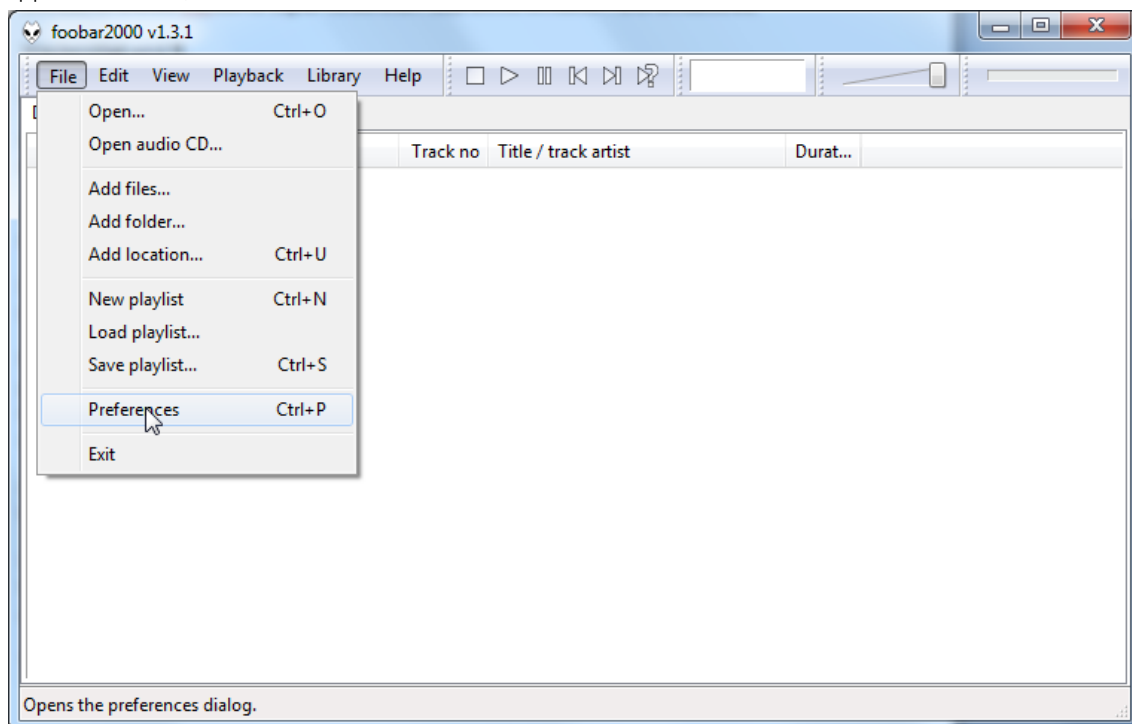 foobar2000 v1.3.1
File Edit View Playback Library Help
Open... Ctrl+O
Open audio CD...
Track no Title / track artist Durat...
Add files...
Add folder...
Add location... Ctrl+U
New playlist Ctrl+N
Load playlist...
Save playlist... Ctrl+S
Preferences Ctrl+P
Exit
Opens the preferences dialog.